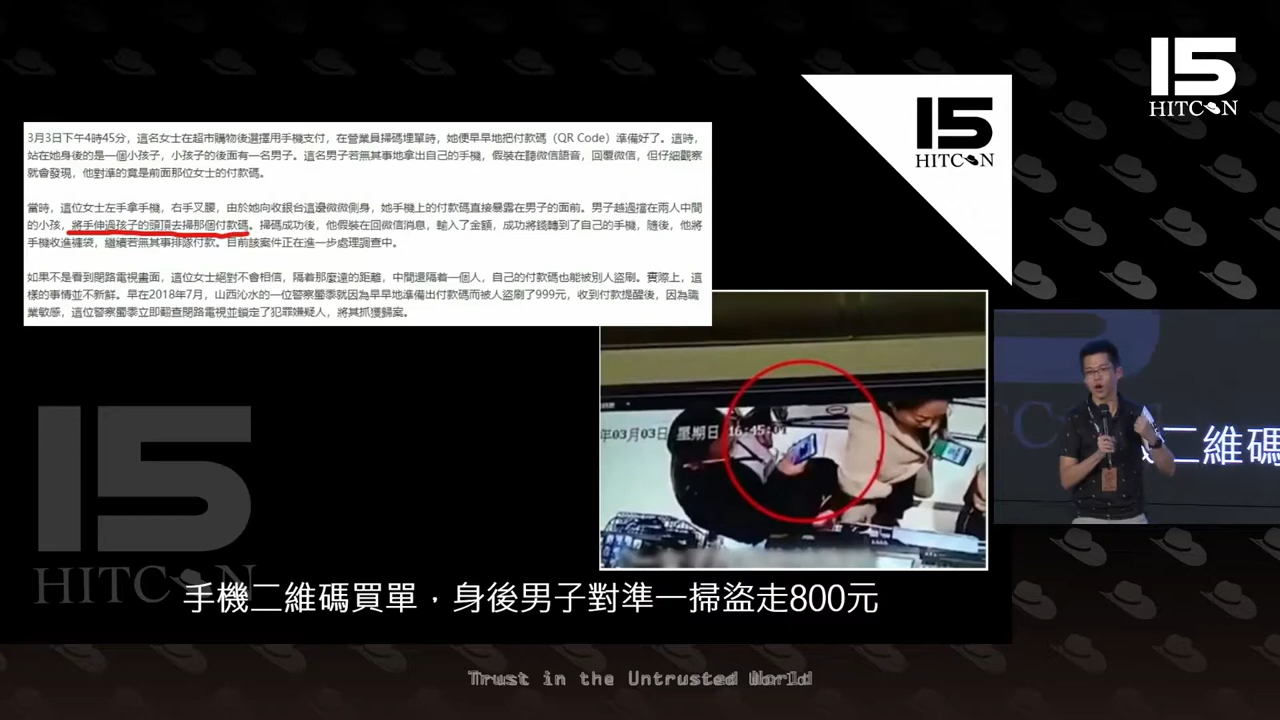 15
HITCON
15
HITCON
3月3日下午4時45分，這名女士在超市購物後選擇用手機支付，在營業員掃碼埋單時，她便早早地把付款碼（QR Code）準備好了。這時，
站在她身後的是一個小孩子，小孩子的後面有一名男子。這名男子若無其事地拿出自己的手機，假裝在聽微信語音，回覆微信，但仔細觀察
就會發現，他對準的竟是前面那位女士的付款碼。
當時，這位女士左手拿手機，右手叉腰，由於她向收銀台這邊微微側身，她手機上的付款碼直接暴露在男子的面前。男子越過擋在兩人中間
的小孩，將手伸過孩子的頭頂去掃那個付款碼。掃碼成功後，他假裝在回微信消息，輸入了金額，成功將錢轉到了自己的手機，隨後，他將
手機收進褲袋，繼續若無其事排隊付款。目前該案件正在進一步處理調查中。
如果不是看到閉路電視畫面，這位女士絕對不會相信，隔着那麼遠的距離，中間還隔着一個人，自己的付款碼也能被別人盜刷。實際上，這
樣的事情並不新鮮。早在2018年7月，山西沁水的一位警察蜀黍就因為早早地準備出付款碼而被人盜刷了999元，收到付款提醒後，因為職
業敏感，這位警察蜀黍立即翻查閉路電視並鎖定了犯罪嫌疑人，將其抓獲歸案。
年03月03日 星期日 16:45:01
二維碼
15
HITCON
手機二維碼買單，身後男子對準一掃盜走800元
Trust in the Untrusted World